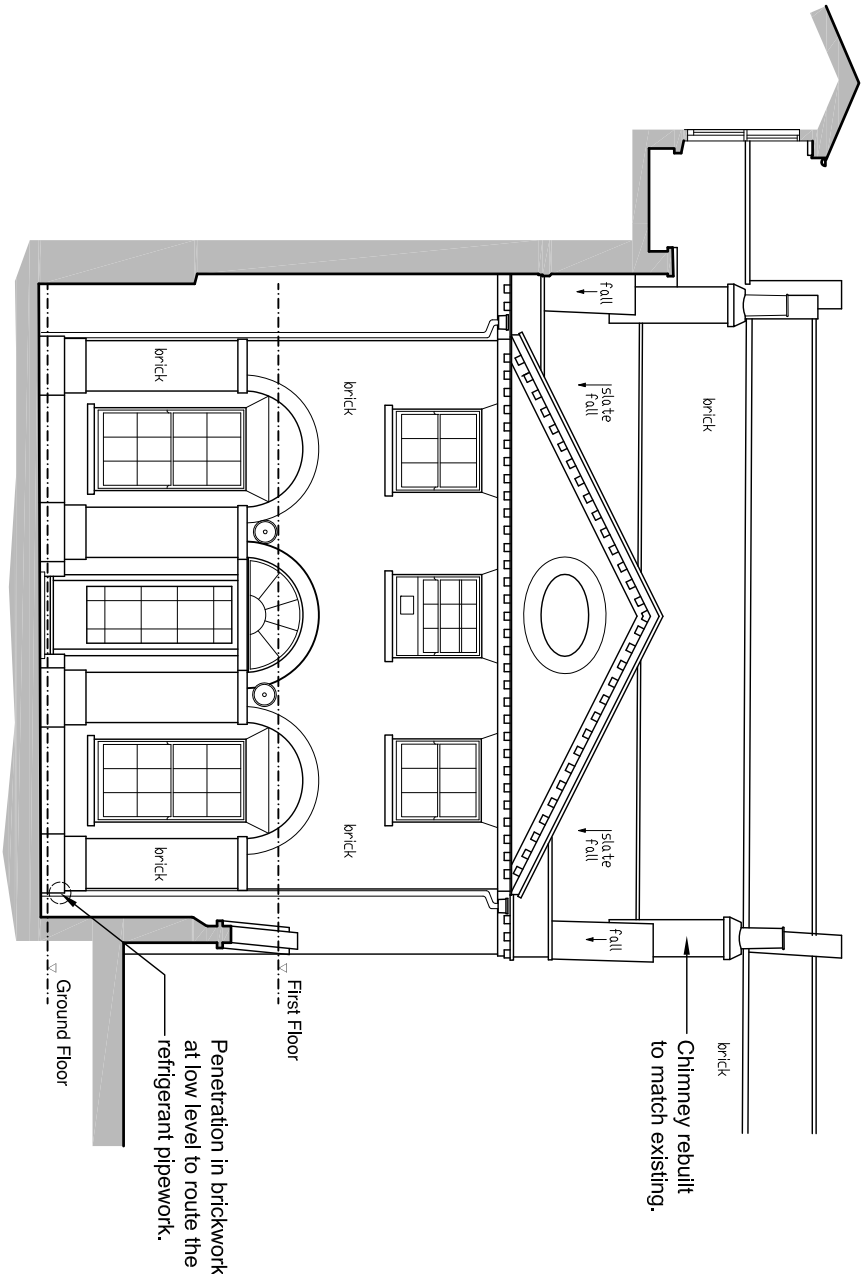 brick
Chimney rebuilt
to match existing.
brick
fall
slate
fall
slate
fall
fall
brick
brick
First Floor
brick
brick
Ground Floor
Penetration in brickwork
at low level to route the
refrigerant pipework.